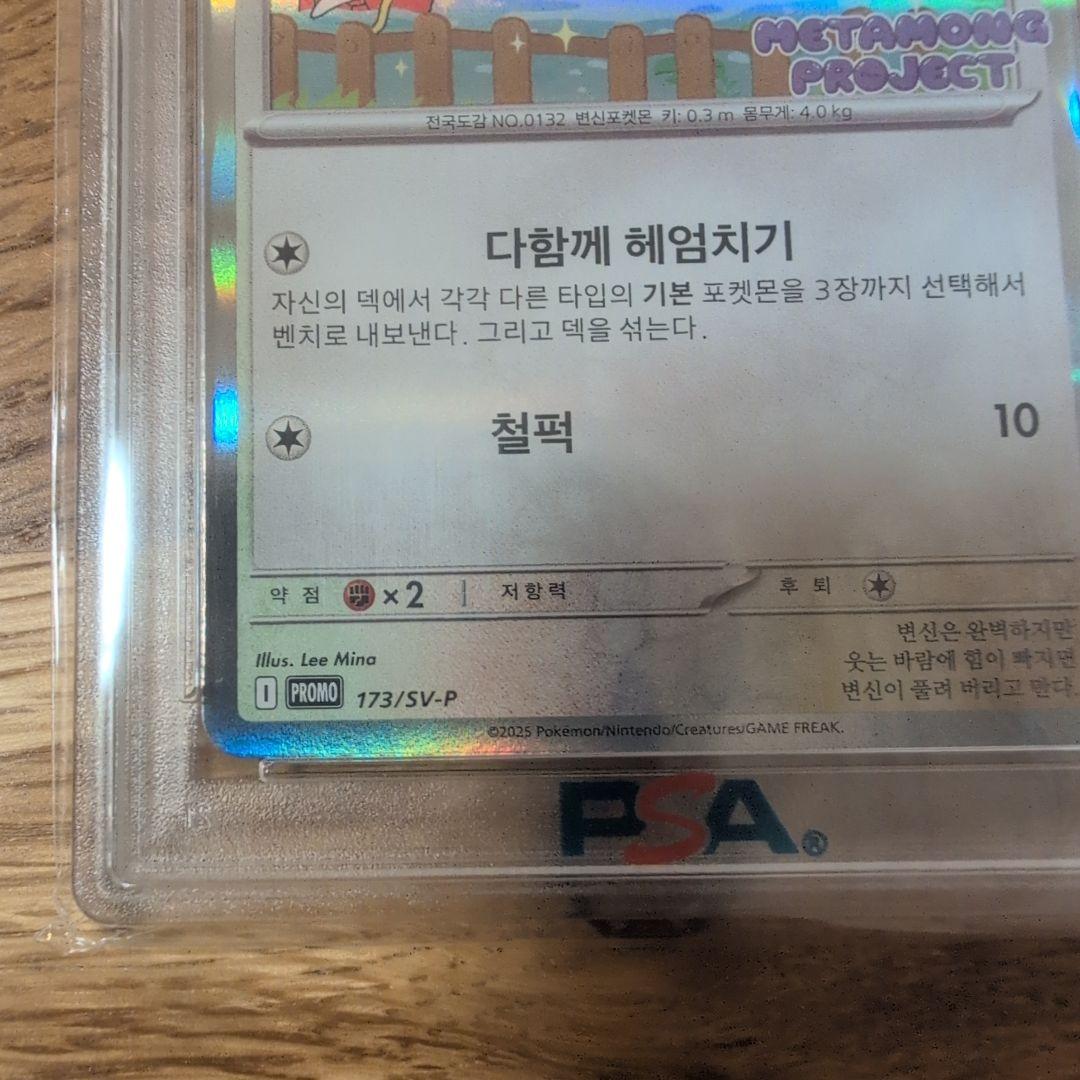 METAMONG
PROJECT
전국도감 NO.0132 변신포켓몬 키: 0.3 m 몸무게: 4.0 kg
다함께 헤엄치기
자신의 덱에서 각각 다른 타입의 기본 포켓몬을 3장까지 선택해서
벤치로 내보낸다. 그리고 덱을 섞는다.
철퍽 10
약점 ×2 저항력 후퇴
변신은 완벽하지만
웃는 바람에 힘이 빠지면
변신이 풀려 버리고 만다.
Illus. Lee Mina
I PROMO 173/SV-P
©2025 Pokémon/Nintendo/Creatures/GAME FREAK.
PSA®